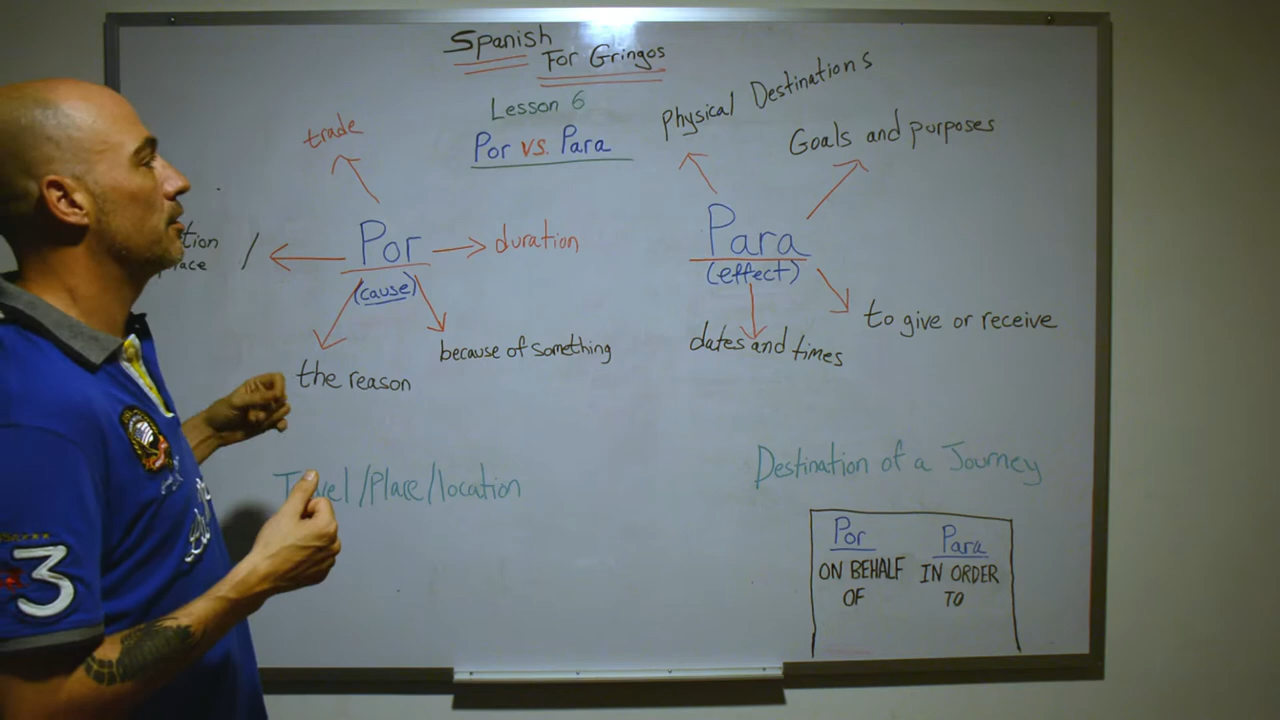 Spanish
For Gringos
Lesson 6
Por vs. Para
trade
Por
(cause)
duration
/
the reason
because of something
Travel/Place/location
Physical Destinations
Goals and purposes
Para
(effect)
dates and times
to give or receive
Destination of a Journey
Por Para
ON BEHALF OF
IN ORDER TO
3